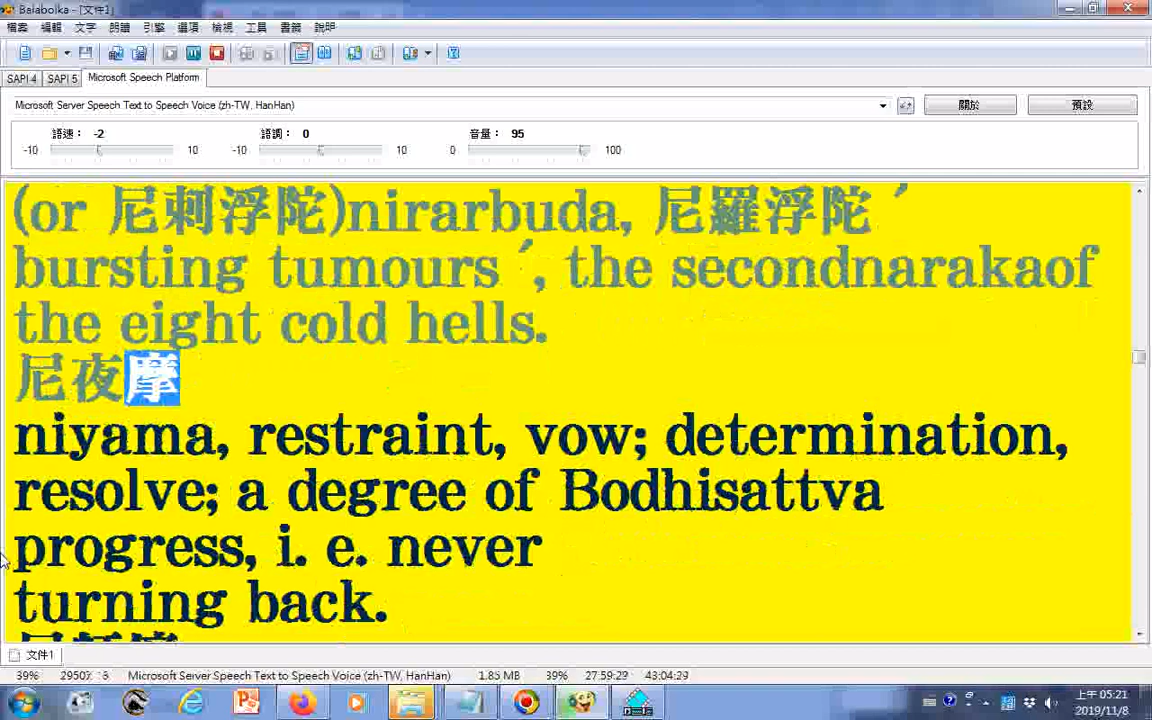 Balabolka - [文件1]
檔案 編輯 文字 朗讀 引擎 選項 檢視 工具 書籤 說明
SAPI 4 SAPI 5 Microsoft Speech Platform
Microsoft Server Speech Text to Speech Voice (zh-TW, HanHan) 關於 預設
語速： -2 語調： 0 音量： 95
-10 10 -10 10 0 100
(or 尼剌浮陀)nirarbuda, 尼羅浮陀 ′
bursting tumours ′, the secondnarakaof
the eight cold hells.
尼夜摩
niyama, restraint, vow; determination,
resolve; a degree of Bodhisattva
progress, i. e. never
turning back.
文件1
39% Microsoft Server Speech Text to Speech Voice (zh-TW, HanHan) 1.85 MB 39% 27:59:29 43:04:29
上午 05:21
2019/11/8